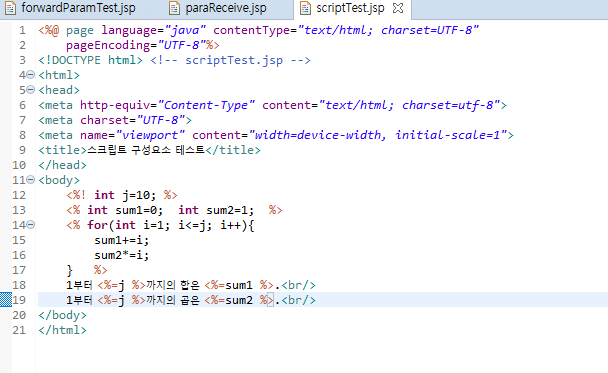 forwardParamTest.jsp paraReceive.jsp scriptTest.jsp
1 <%@ page language="java" contentType="text/html; charset=UTF-8"
2 pageEncoding="UTF-8"%>
3 <!DOCTYPE html> <!-- scriptTest.jsp -->
4 <html>
5 <head>
6 <meta http-equiv="Content-Type" content="text/html; charset=utf-8">
7 <meta charset="UTF-8">
8 <meta name="viewport" content="width=device-width, initial-scale=1">
9 <title>스크립트 구성요소 테스트</title>
10 </head>
11 <body>
12 <%! int j=10; %>
13 <% int sum1=0; int sum2=1; %>
14 <% for(int i=1; i<=j; i++){
15 sum1+=i;
16 sum2*=i;
17 } %>
18 1부터 <%=j %>까지의 합은 <%=sum1 %>.<br/>
19 1부터 <%=j %>까지의 곱은 <%=sum2 %>.<br/>
20 </body>
21 </html>